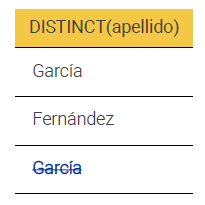 DISTINCT(apellido)
García
Fernández
García